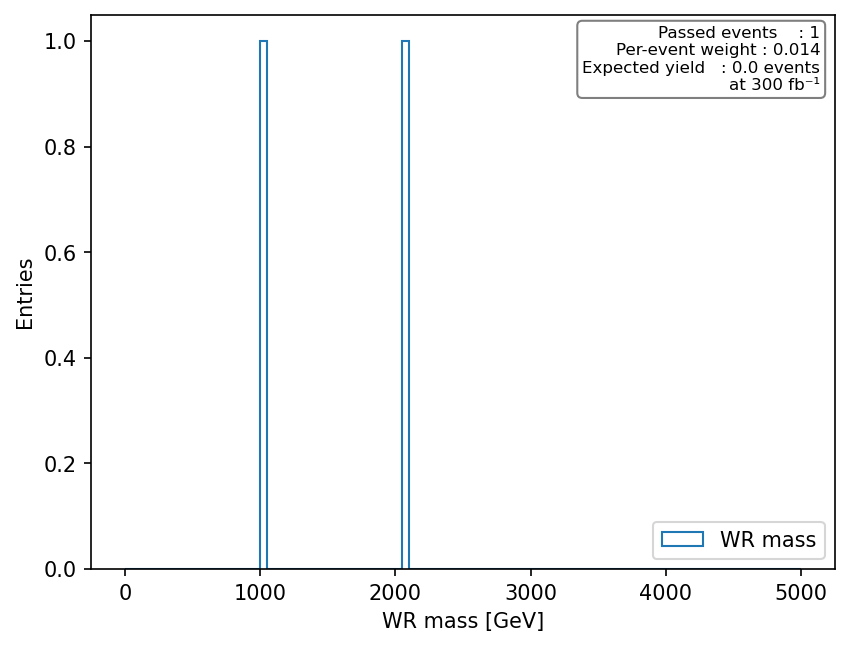 Passed events : 1
Per-event weight : 0.014
Expected yield : 0.0 events
at 300 fb⁻¹
1.0
0.8
0.6
0.4
0.2
0.0
Entries
WR mass
0 1000 2000 3000 4000 5000
WR mass [GeV]